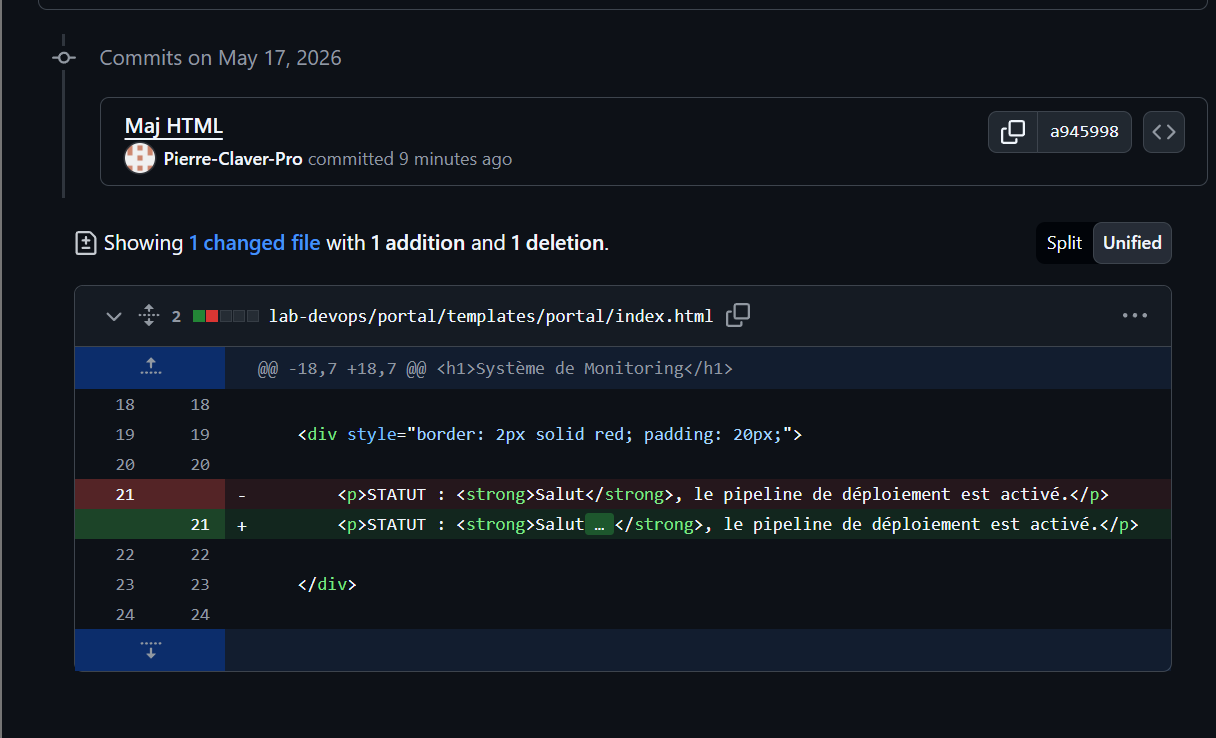 Commits on May 17, 2026
Maj HTML
a945998
Pierre-Claver-Pro committed 9 minutes ago
Showing 1 changed file with 1 addition and 1 deletion.
Split Unified
2 lab-devops/portal/templates/portal/index.html
@@ -18,7 +18,7 @@ <h1>Système de Monitoring</h1>
18 18
19 19 <div style="border: 2px solid red; padding: 20px;">
20 20
21 - <p>STATUT : <strong>Salut</strong>, le pipeline de déploiement est activé.</p>
21 + <p>STATUT : <strong>Salut … </strong>, le pipeline de déploiement est activé.</p>
22 22
23 23 </div>
24 24